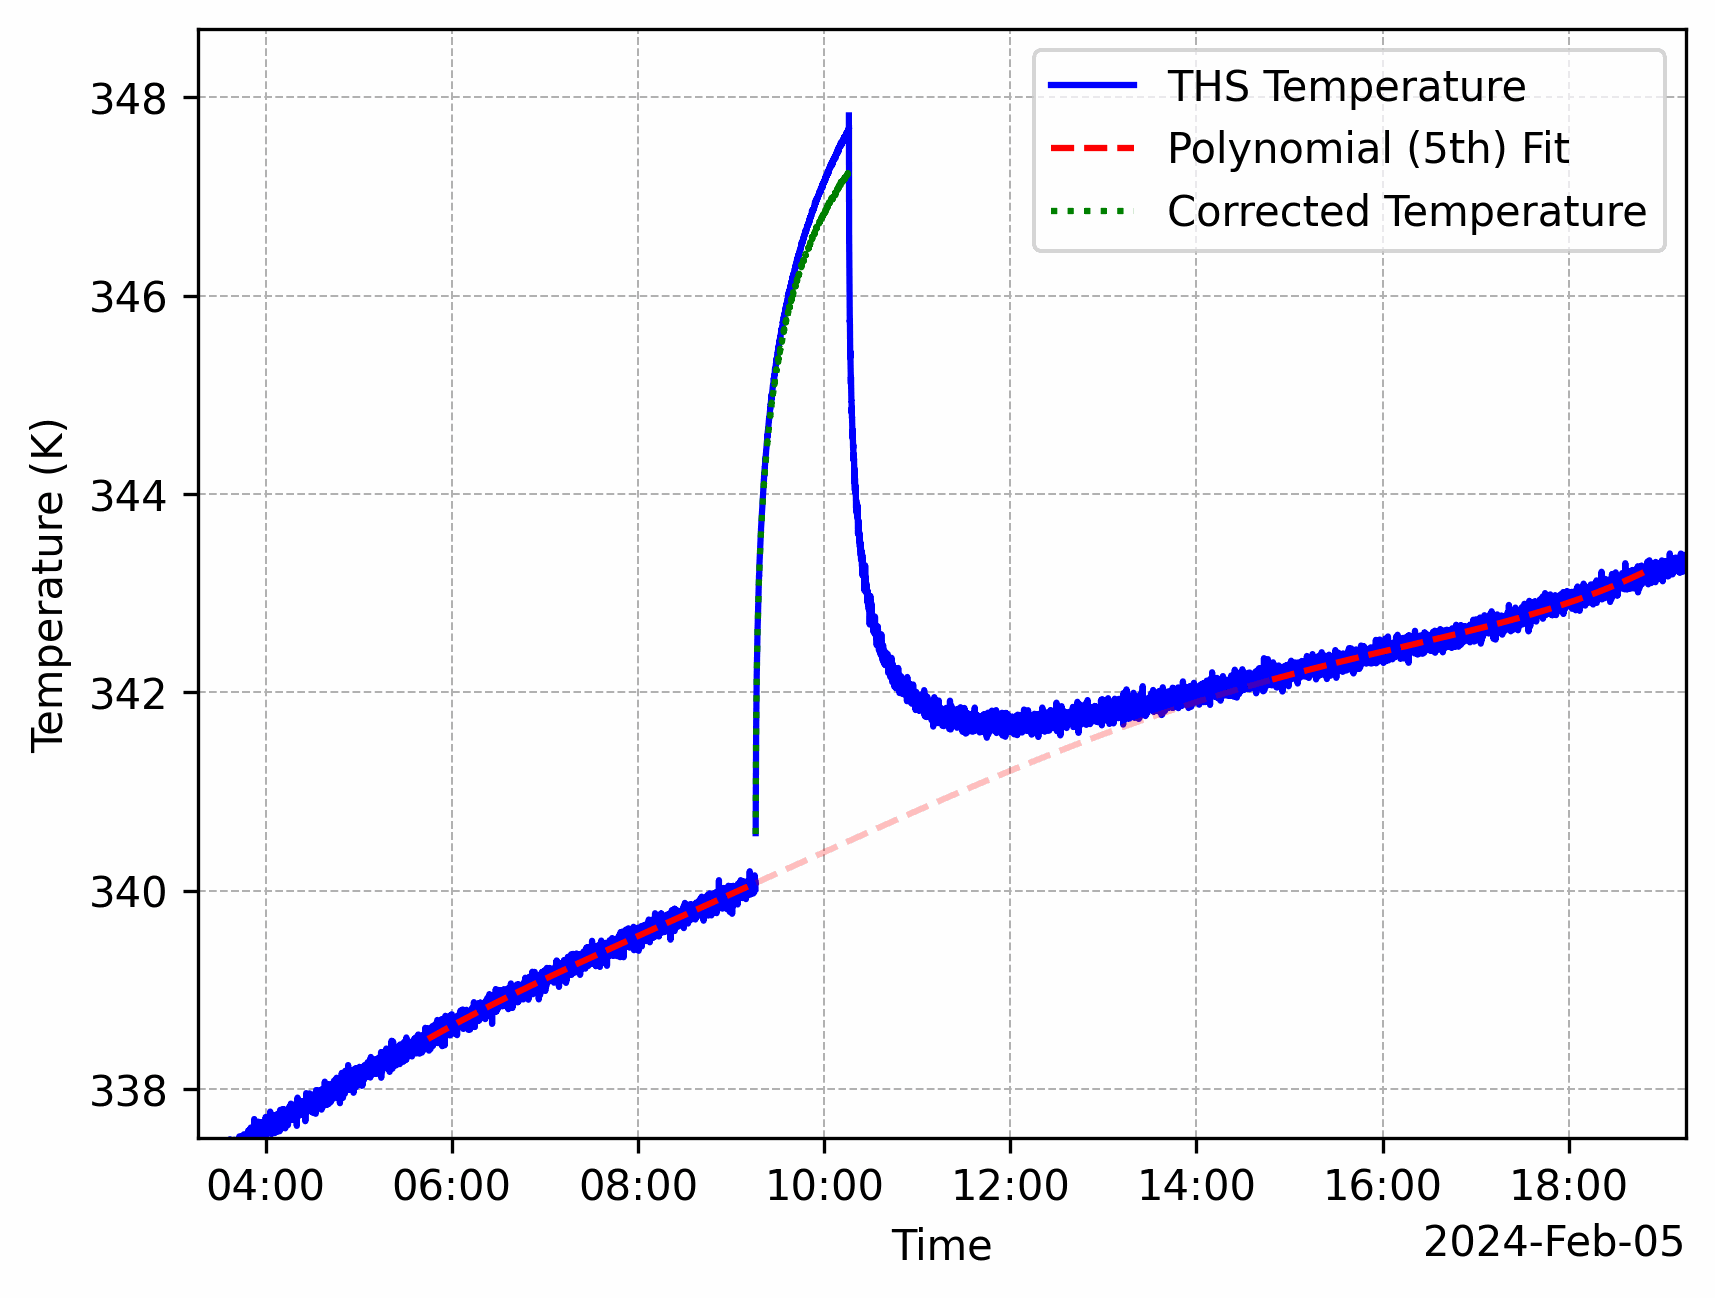 THS Temperature
Polynomial (5th) Fit
Corrected Temperature
348
346
344
342
340
338
Temperature (K)
04:00 06:00 08:00 10:00 12:00 14:00 16:00 18:00
Time
2024-Feb-05